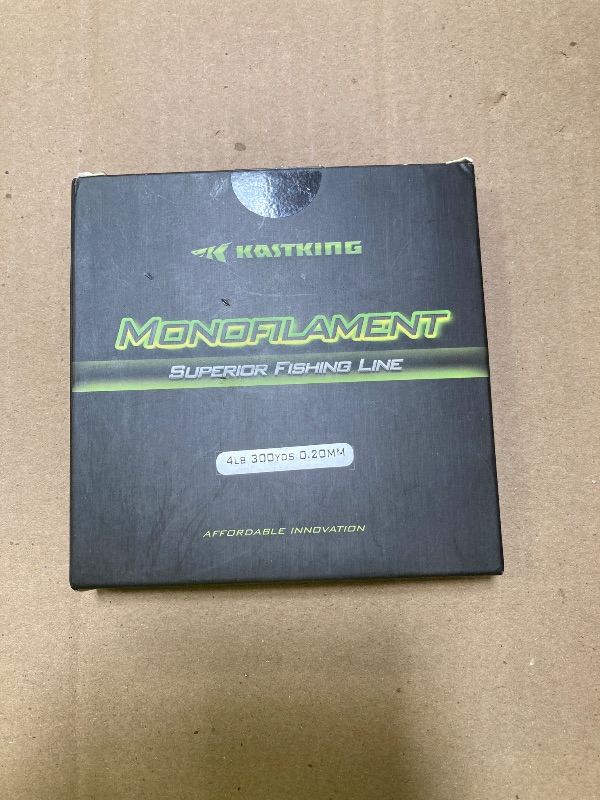 KASTKING
MONOFILAMENT
SUPERIOR FISHING LINE
4LB 300YDS 0.20MM
AFFORDABLE INNOVATION